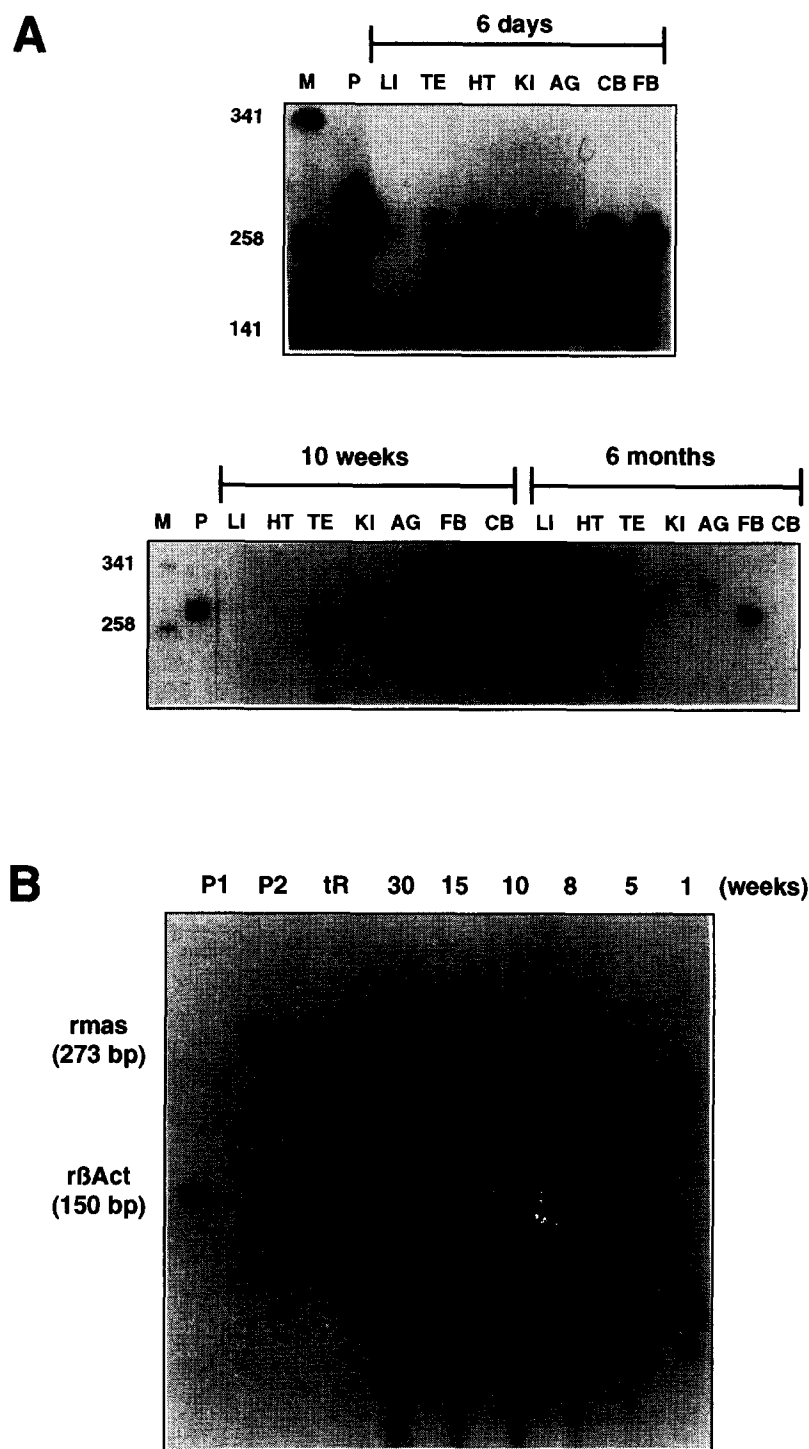 A
6 days
M P LI TE HT KI AG CB FB
341
258
141
10 weeks 6 months
M P LI HT TE KI AG FB CB LI HT TE KI AG FB CB
341
258
B
P1 P2 tR 30 15 10 8 5 1 (weeks)
rmas
(273 bp)
rßAct
(150 bp)